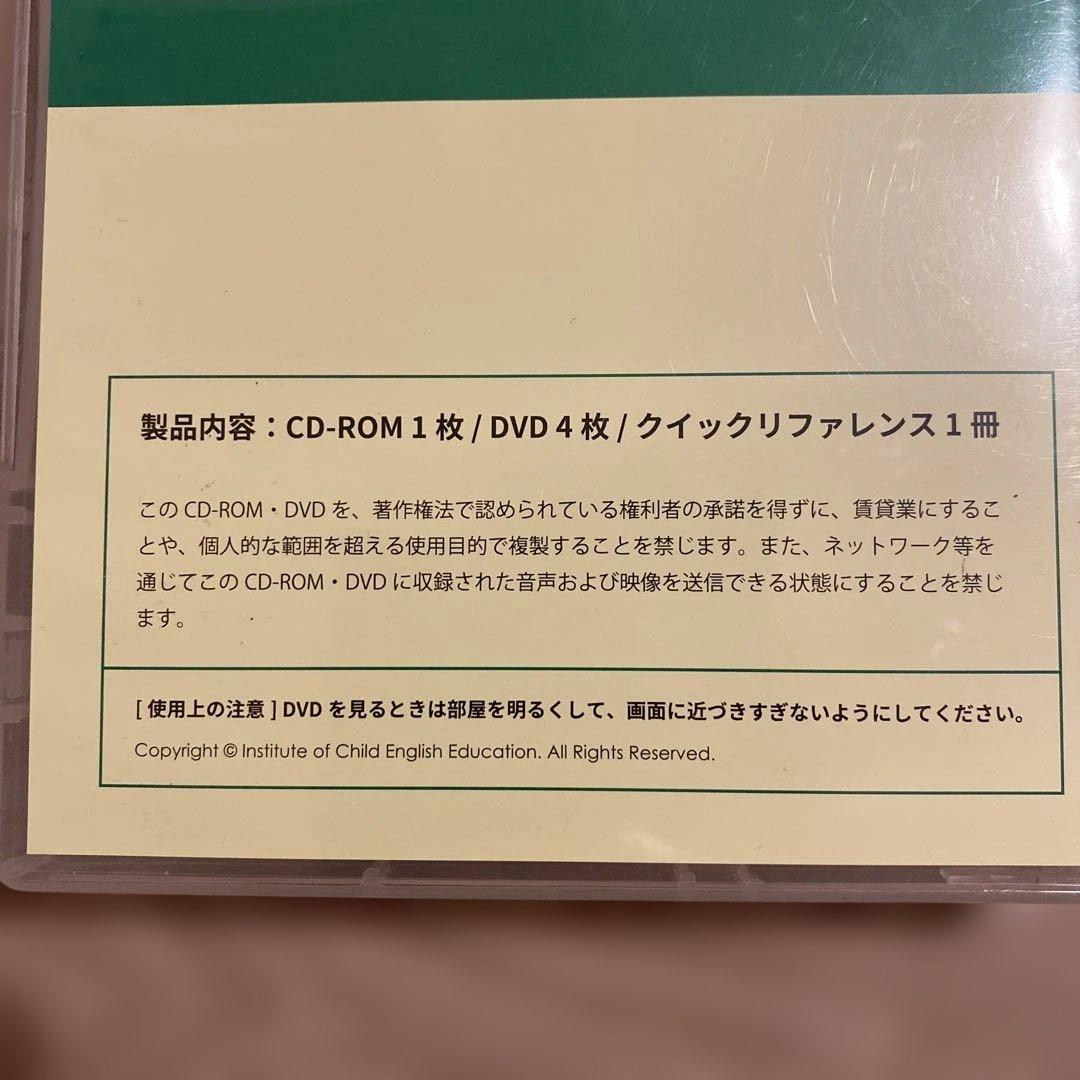 製品内容：CD-ROM 1 枚 / DVD 4 枚 / クイックリファレンス 1 冊
この CD-ROM・DVD を、著作権法で認められている権利者の承諾を得ずに、賃貸業にするこ
とや、個人的な範囲を超える使用目的で複製することを禁じます。また、ネットワーク等を
通じてこの CD-ROM・DVD に収録された音声および映像を送信できる状態にすることを禁じ
ます。
[ 使用上の注意 ] DVD を見るときは部屋を明るくして、画面に近づきすぎないようにしてください。
Copyright © Institute of Child English Education. All Rights Reserved.